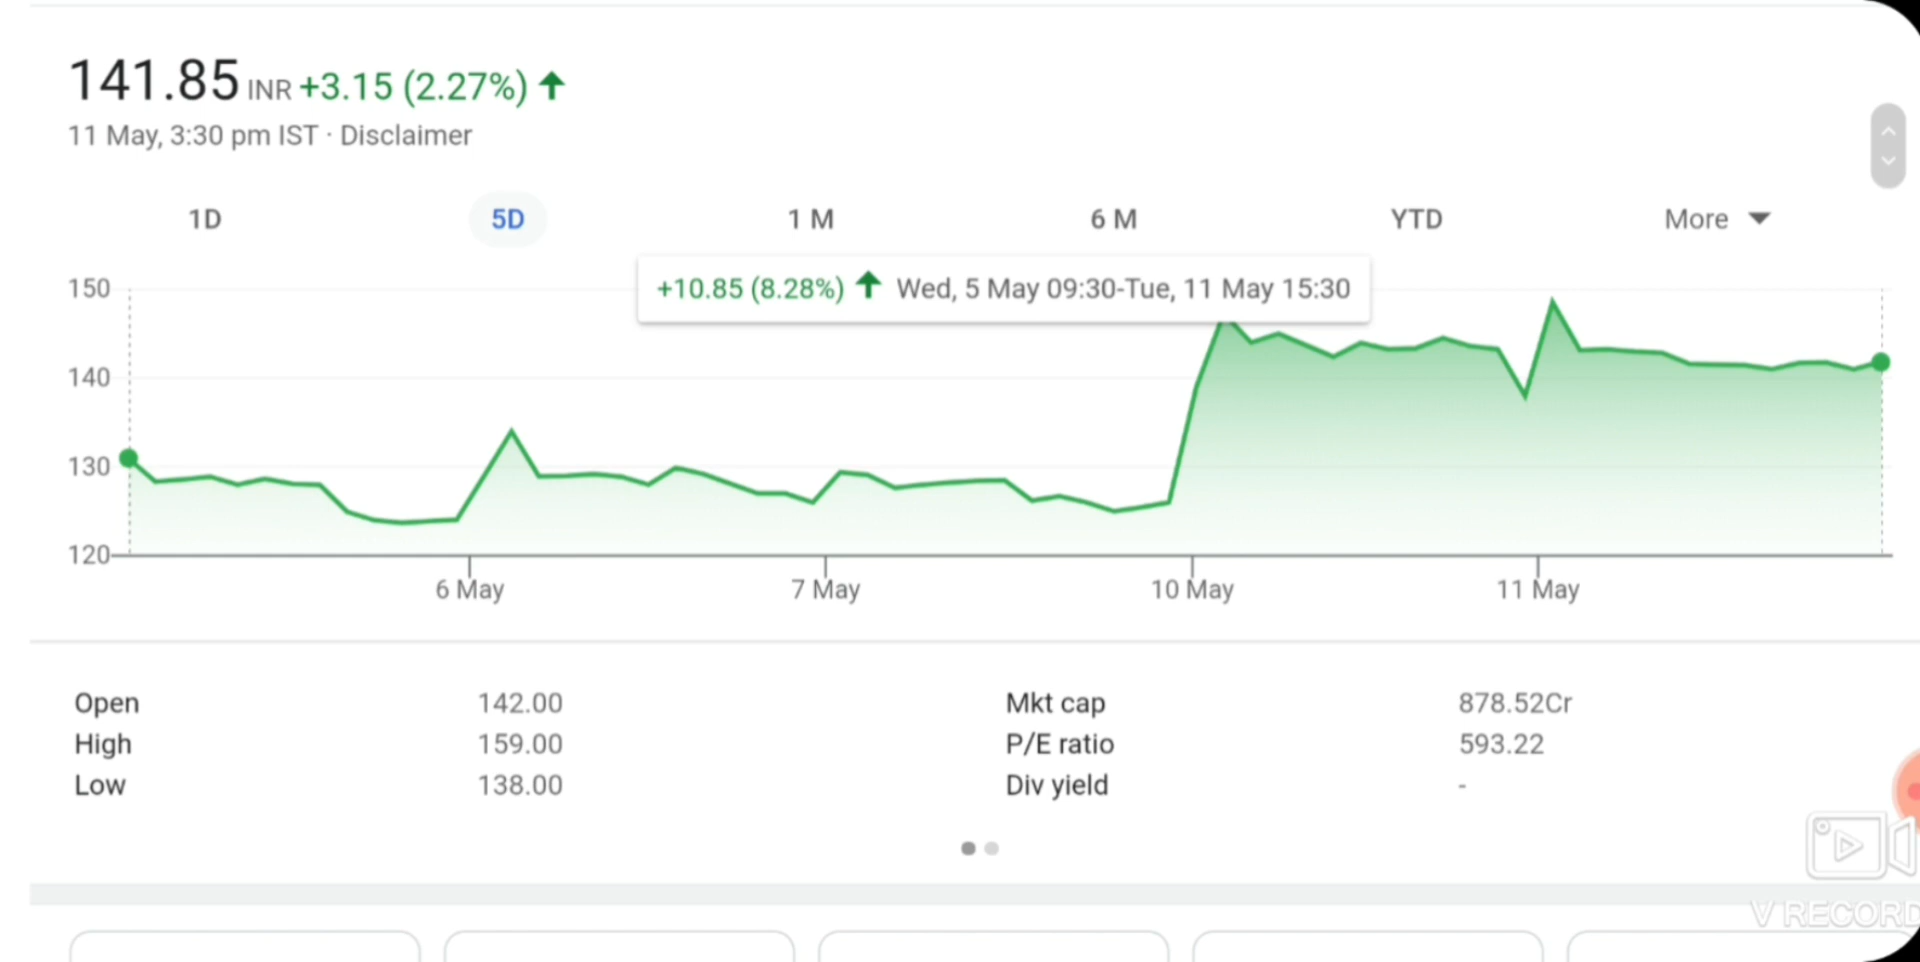 141.85 INR +3.15 (2.27%)
11 May, 3:30 pm IST · Disclaimer
1D 5D 1 M 6 M YTD More
+10.85 (8.28%) Wed, 5 May 09:30-Tue, 11 May 15:30
150
140
130
120
6 May 7 May 10 May 11 May
Open 142.00 Mkt cap 878.52Cr
High 159.00 P/E ratio 593.22
Low 138.00 Div yield -
V RECORD